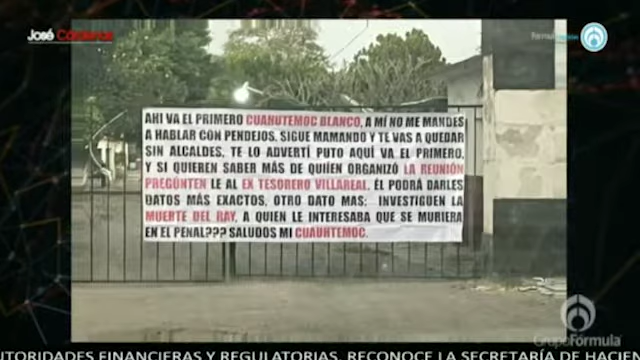 José Cárdenas
Fórmula
AHI VA EL PRIMERO CUAHUTEMOC BLANCO, A MÍ NO ME MANDES
A HABLAR CON PENDEJOS. SIGUE MAMANDO Y TE VAS A QUEDAR
SIN ALCALDES, TE LO ADVERTÍ PUTO AQUÍ VA EL PRIMERO,
Y SI QUIEREN SABER MÁS DE QUIÉN ORGANIZÓ LA REUNIÓN
PREGÚNTEN LE AL EX TESORERO VILLAREAL. ÉL PODRÁ DARLES
DATOS MÁS EXACTOS, OTRO DATO MAS: INVESTIGUEN LA
MUERTE DEL RAY, A QUIEN LE INTERESABA QUE SE MURIERA
EN EL PENAL??? SALUDOS MI CUAUHTEMOC.
GrupoFórmula
UTORIDADES FINANCIERAS Y REGULATORIAS, RECONOCE LA SECRETARÍA DE HACIEN